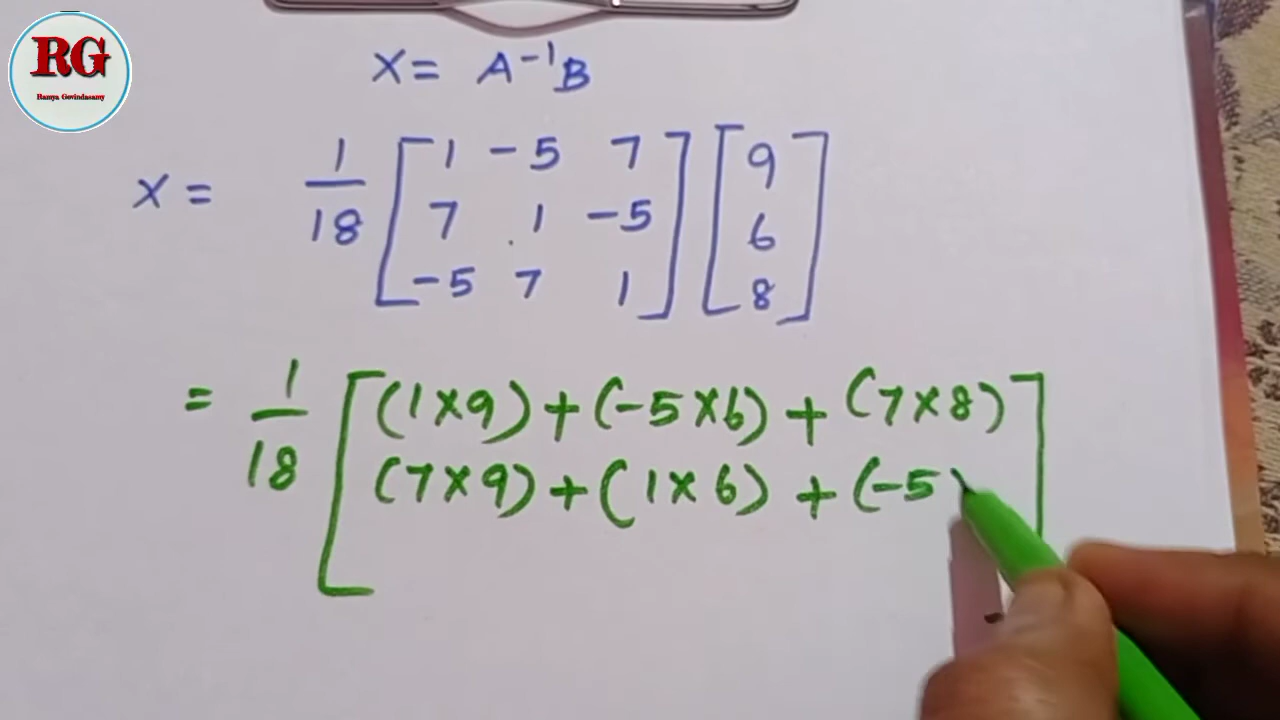 RG
Ramya Govindasamy
X = A⁻¹B
X = 1/18 [1 -5 7
7 1 -5
-5 7 1] [9
6
8]
= 1/18 [(1×9) + (-5×6) + (7×8)
(7×9) + (1×6) + (-5]